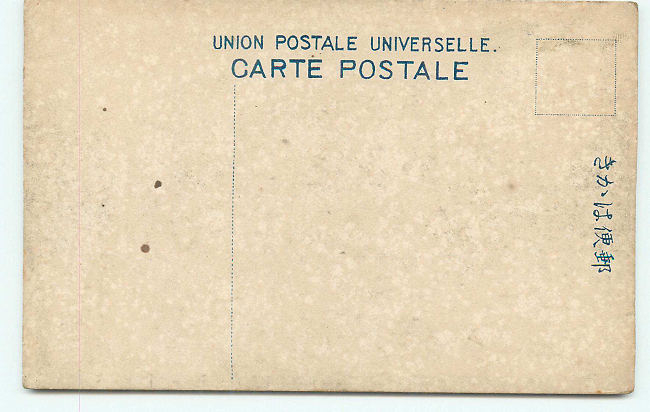 UNION POSTALE UNIVERSELLE.
CARTE POSTALE
郵便はかき